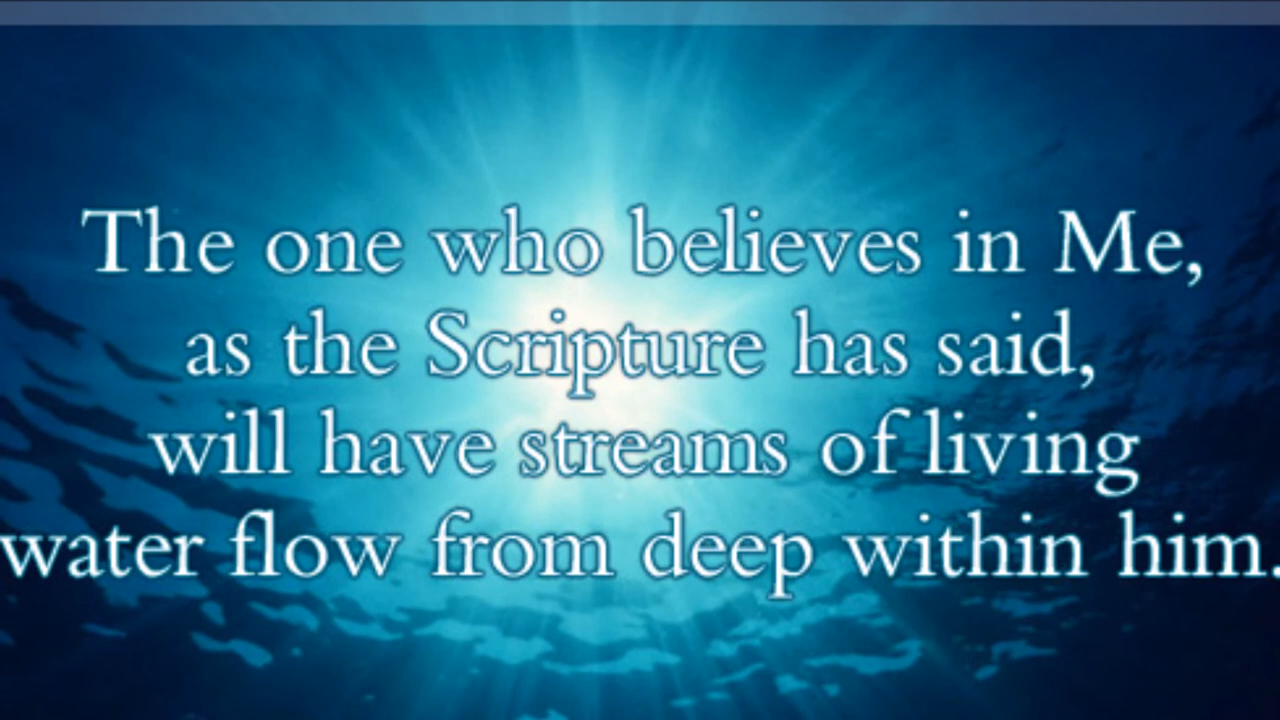 The one who believes in Me,
as the Scripture has said,
will have streams of living
water flow from deep within him.